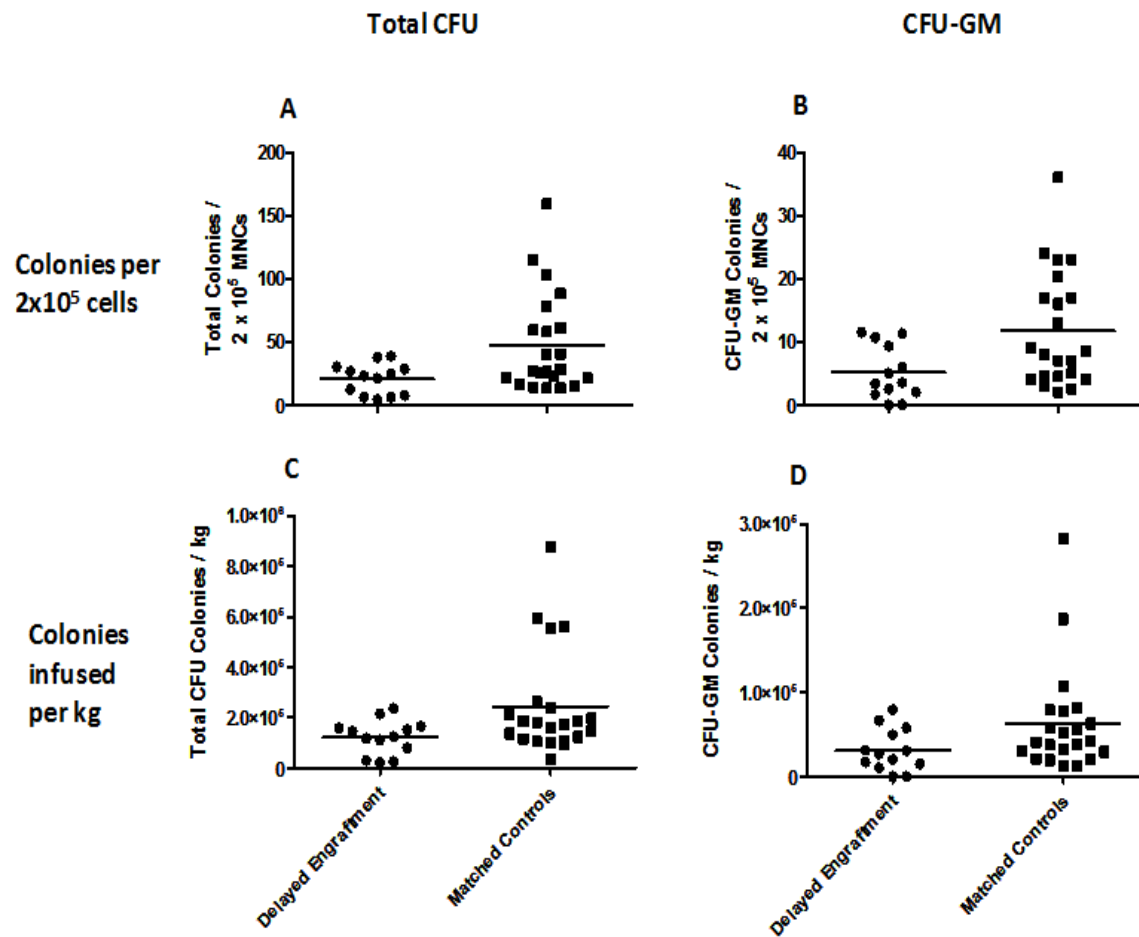 Total CFU
CFU-GM
A
200
150
100
50
0
Total Colonies /
2 x 10⁵ MNCs
B
40
30
20
10
0
CFU-GM Colonies /
2 x 10⁵ MNCs
Colonies per
2x10⁵ cells
C
8.0×10⁶
6.0×10⁶
4.0×10⁶
2.0×10⁶
0
Total CFU Colonies / kg
D
3.0×10⁶
2.0×10⁶
1.0×10⁶
0
CFU-GM Colonies / kg
Colonies
infused
per kg
Delayed Engraftment
Matched Controls
Delayed Engraftment
Matched Controls